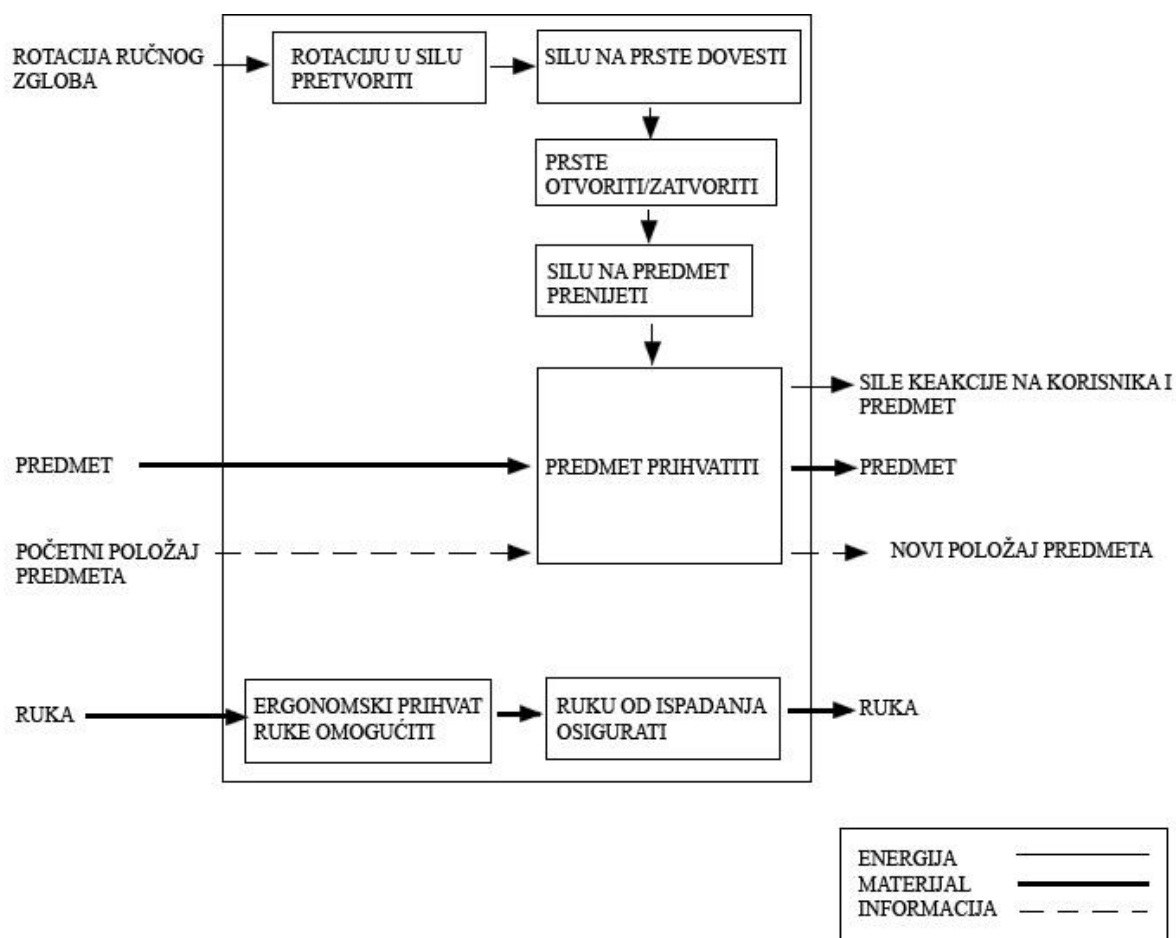 ROTACIJA RUČNOG
ZGLOBA
ROTACIJU U SILU
PRETVORITI
SILU NA PRSTE DOVESTI
PRSTE
OTVORITI/ZATVORITI
SILU NA PREDMET
PRENIJETI
SILE KEAKCIJE NA KORISNIKA I
PREDMET
PREDMET
PREDMET PRIHVATITI
PREDMET
POČETNI POLOŽAJ
PREDMETA
NOVI POLOŽAJ PREDMETA
RUKA
ERGONOMSKI PRIHVAT
RUKE OMOGUĆITI
RUKU OD ISPADANJA
OSIGURATI
RUKA
ENERGIJA
MATERIJAL
INFORMACIJA